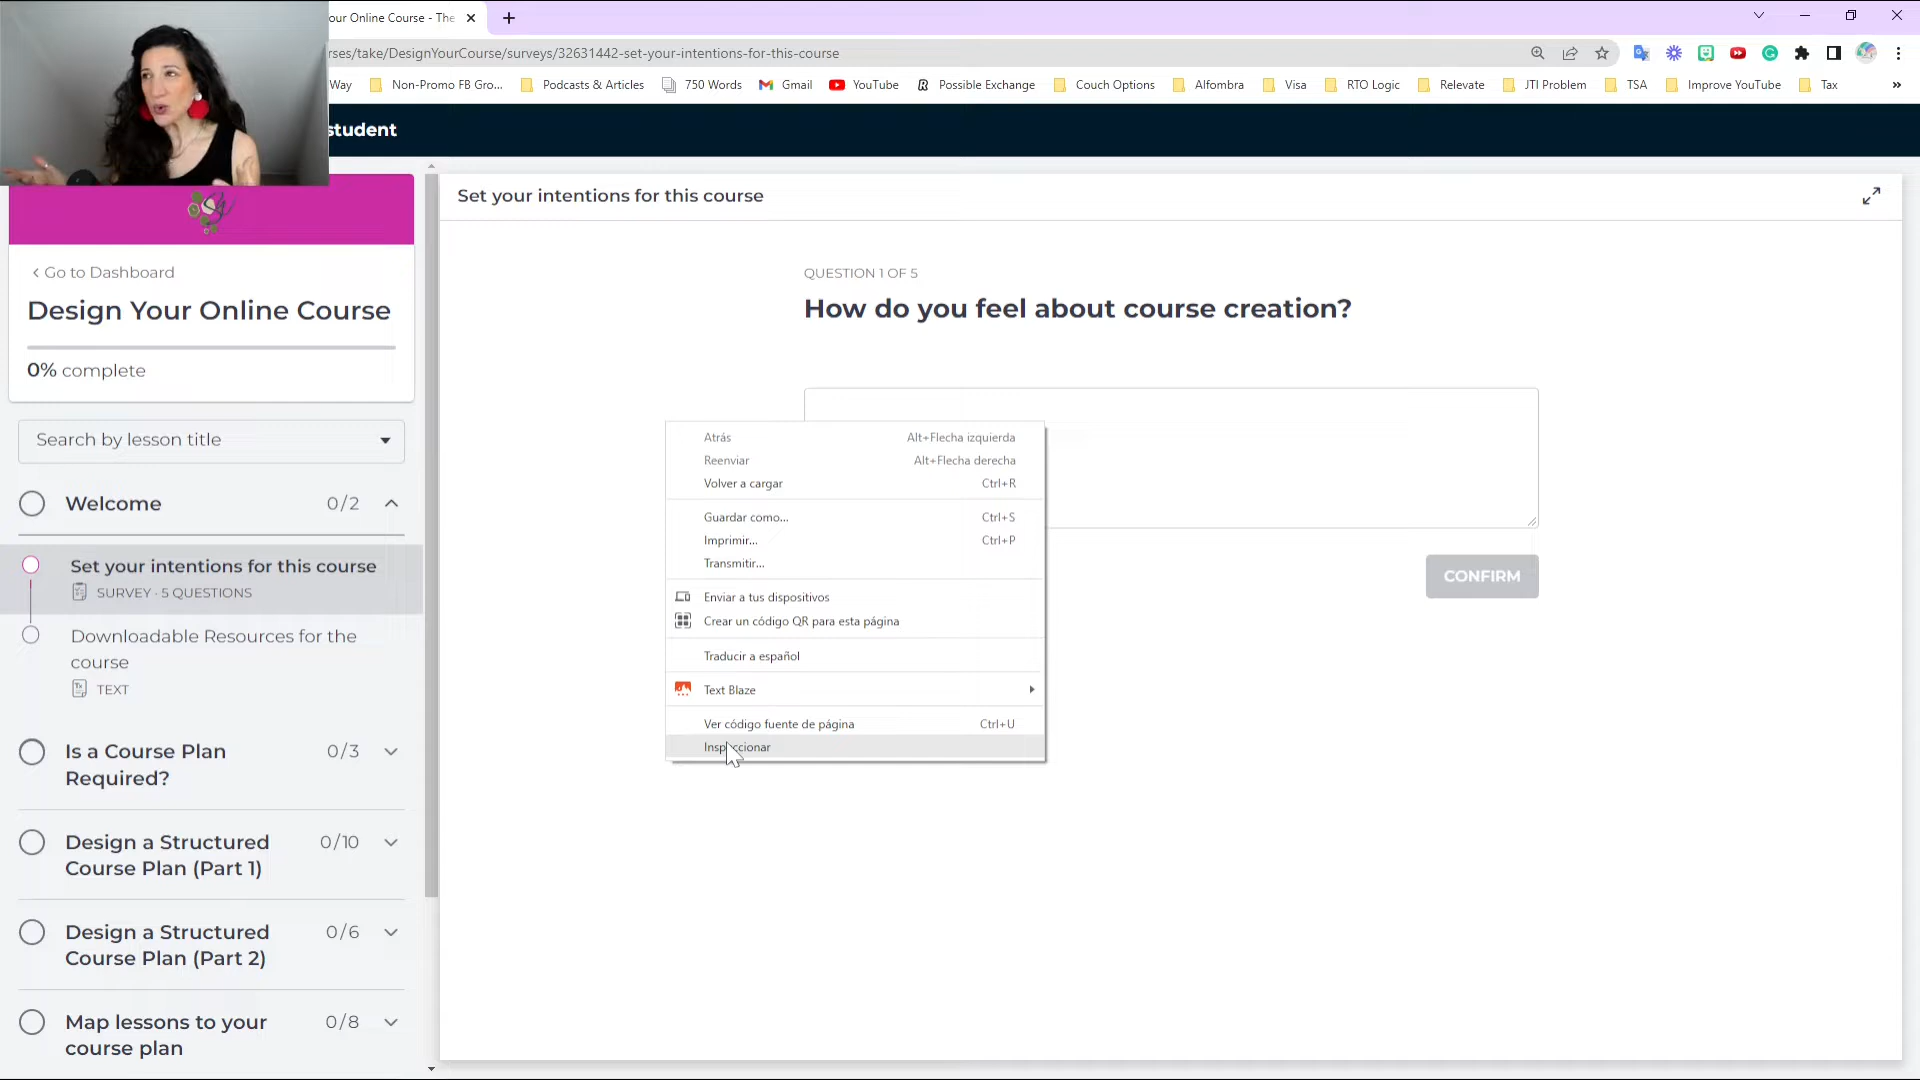 our Online Course - The
rses/take/DesignYourCourse/surveys/32631442-set-your-intentions-for-this-course
Way
Non-Promo FB Gro...
Podcasts & Articles
750 Words
Gmail
YouTube
Possible Exchange
Couch Options
Alfombra
Visa
RTO Logic
Relevate
JTI Problem
TSA
Improve YouTube
Tax
»
student
Go to Dashboard
Design Your Online Course
0% complete
Search by lesson title
Welcome 0/2
Set your intentions for this course
SURVEY · 5 QUESTIONS
Downloadable Resources for the
course
TEXT
Is a Course Plan 0/3
Required?
Design a Structured 0/10
Course Plan (Part 1)
Design a Structured 0/6
Course Plan (Part 2)
Map lessons to your 0/8
course plan
Set your intentions for this course
QUESTION 1 OF 5
How do you feel about course creation?
CONFIRM
Atrás Alt+Flecha izquierda
Reenviar Alt+Flecha derecha
Volver a cargar Ctrl+R
Guardar como... Ctrl+S
Imprimir... Ctrl+P
Transmitir...
Enviar a tus dispositivos
Crear un código QR para esta página
Traducir a español
Text Blaze
Ver código fuente de página Ctrl+U
Inspeccionar